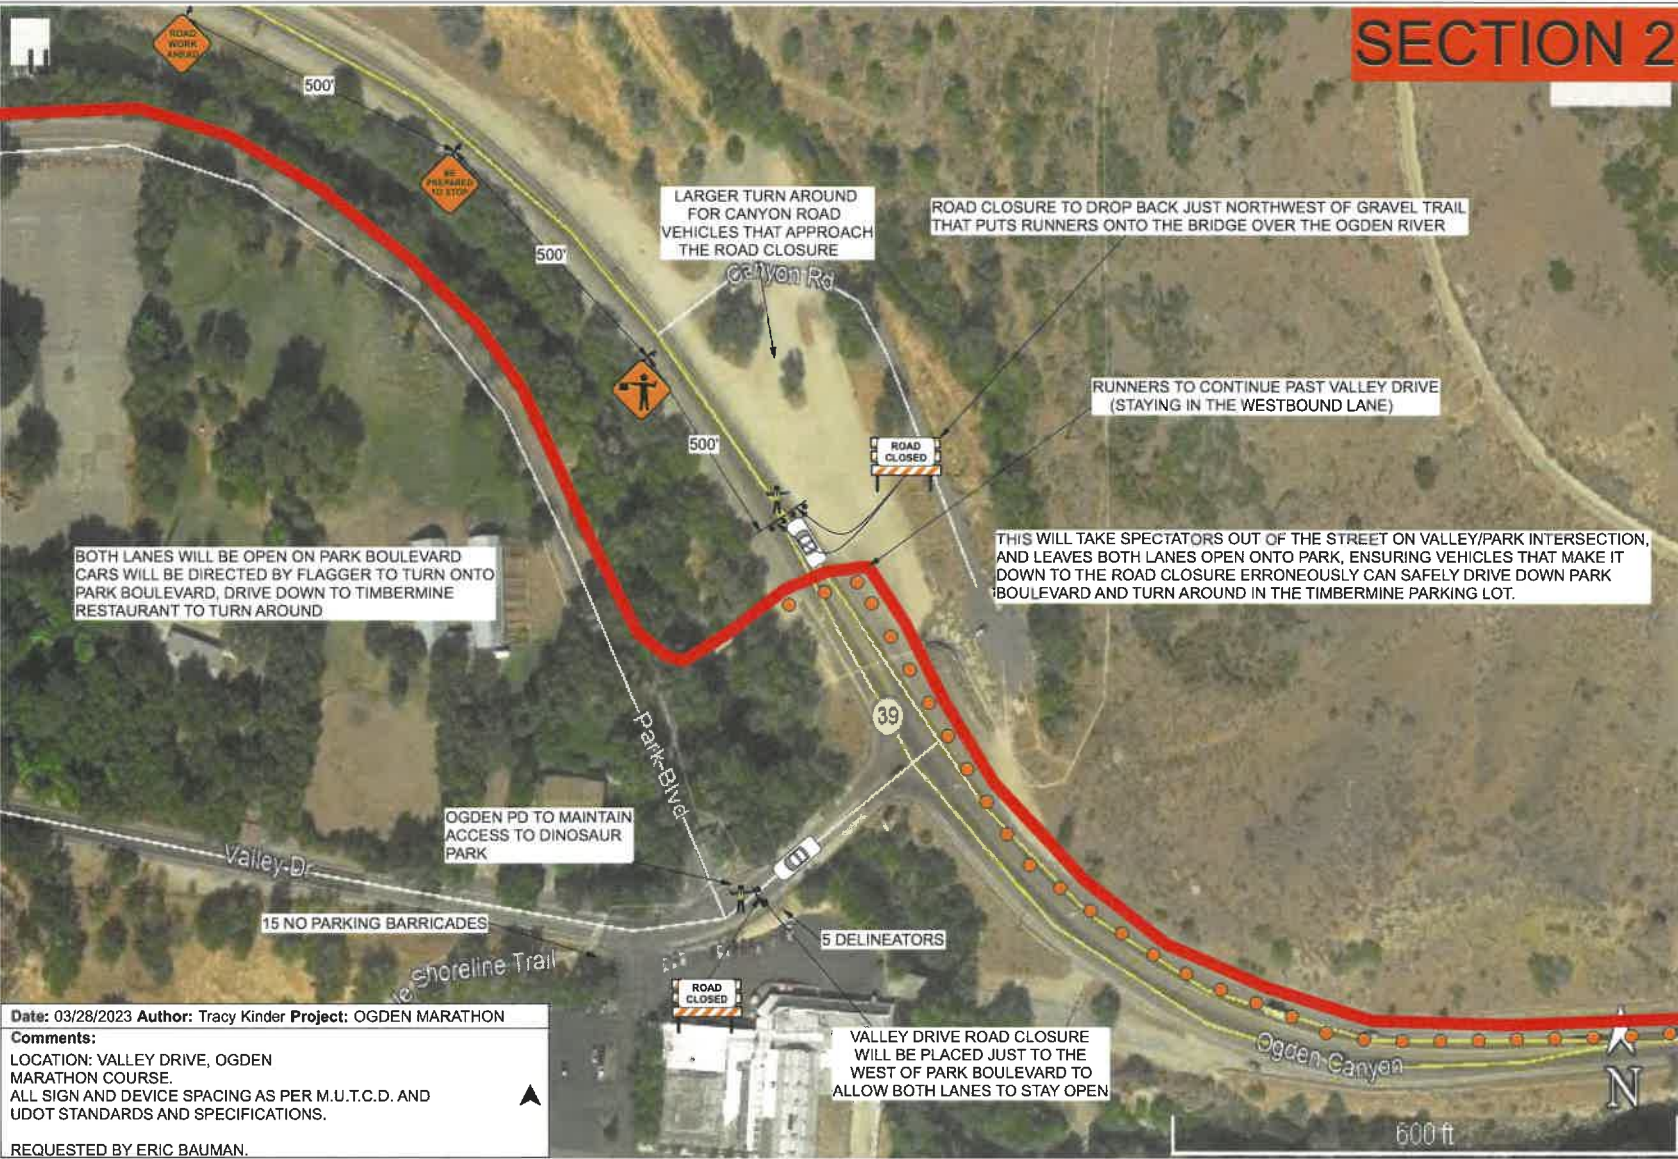 SECTION 2
ROAD
WORK
AHEAD
500'
BE
PREPARED
TO STOP
500'
LARGER TURN AROUND
FOR CANYON ROAD
VEHICLES THAT APPROACH
THE ROAD CLOSURE
Canyon Rd
ROAD CLOSURE TO DROP BACK JUST NORTHWEST OF GRAVEL TRAIL
THAT PUTS RUNNERS ONTO THE BRIDGE OVER THE OGDEN RIVER
RUNNERS TO CONTINUE PAST VALLEY DRIVE
(STAYING IN THE WESTBOUND LANE)
500'
ROAD
CLOSED
THIS WILL TAKE SPECTATORS OUT OF THE STREET ON VALLEY/PARK INTERSECTION,
AND LEAVES BOTH LANES OPEN ONTO PARK, ENSURING VEHICLES THAT MAKE IT
DOWN TO THE ROAD CLOSURE ERRONEOUSLY CAN SAFELY DRIVE DOWN PARK
BOULEVARD AND TURN AROUND IN THE TIMBERMINE PARKING LOT.
BOTH LANES WILL BE OPEN ON PARK BOULEVARD
CARS WILL BE DIRECTED BY FLAGGER TO TURN ONTO
PARK BOULEVARD, DRIVE DOWN TO TIMBERMINE
RESTAURANT TO TURN AROUND
39
Park Blvd
OGDEN PD TO MAINTAIN
ACCESS TO DINOSAUR
PARK
Valley Dr
15 NO PARKING BARRICADES
5 DELINEATORS
le Shoreline Trail
ROAD
CLOSED
VALLEY DRIVE ROAD CLOSURE
WILL BE PLACED JUST TO THE
WEST OF PARK BOULEVARD TO
ALLOW BOTH LANES TO STAY OPEN
Ogden Canyon
N
600 ft
Date: 03/28/2023 Author: Tracy Kinder Project: OGDEN MARATHON
Comments:
LOCATION: VALLEY DRIVE, OGDEN
MARATHON COURSE.
ALL SIGN AND DEVICE SPACING AS PER M.U.T.C.D. AND
UDOT STANDARDS AND SPECIFICATIONS.
REQUESTED BY ERIC BAUMAN.